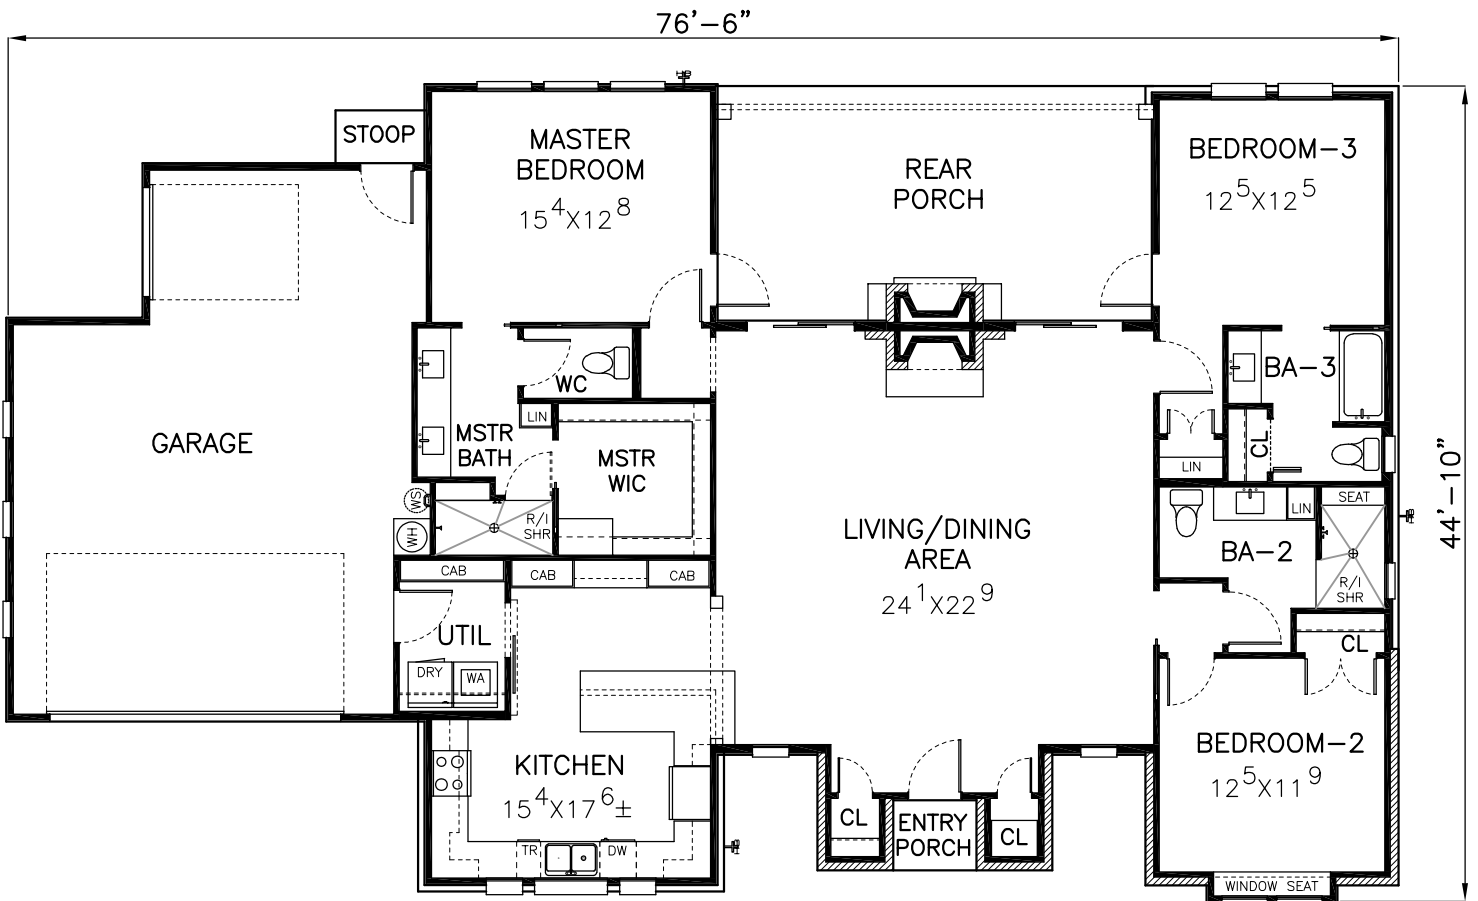 76'-6"
STOOP
MASTER
BEDROOM
15⁴X12⁸
REAR
PORCH
BEDROOM-3
12⁵X12⁵
GARAGE
WC
LIN
MSTR
BATH
MSTR
WIC
WS
WH
R/I
SHR
BA-3
CL
LIN
LIVING/DINING
AREA
24¹X22⁹
SEAT
LIN
BA-2
R/I
SHR
CL
44'-10"
CAB
CAB
CAB
UTIL
DRY
WA
KITCHEN
15⁴X17⁶±
TR
DW
CL
ENTRY
PORCH
CL
BEDROOM-2
12⁵X11⁹
WINDOW SEAT